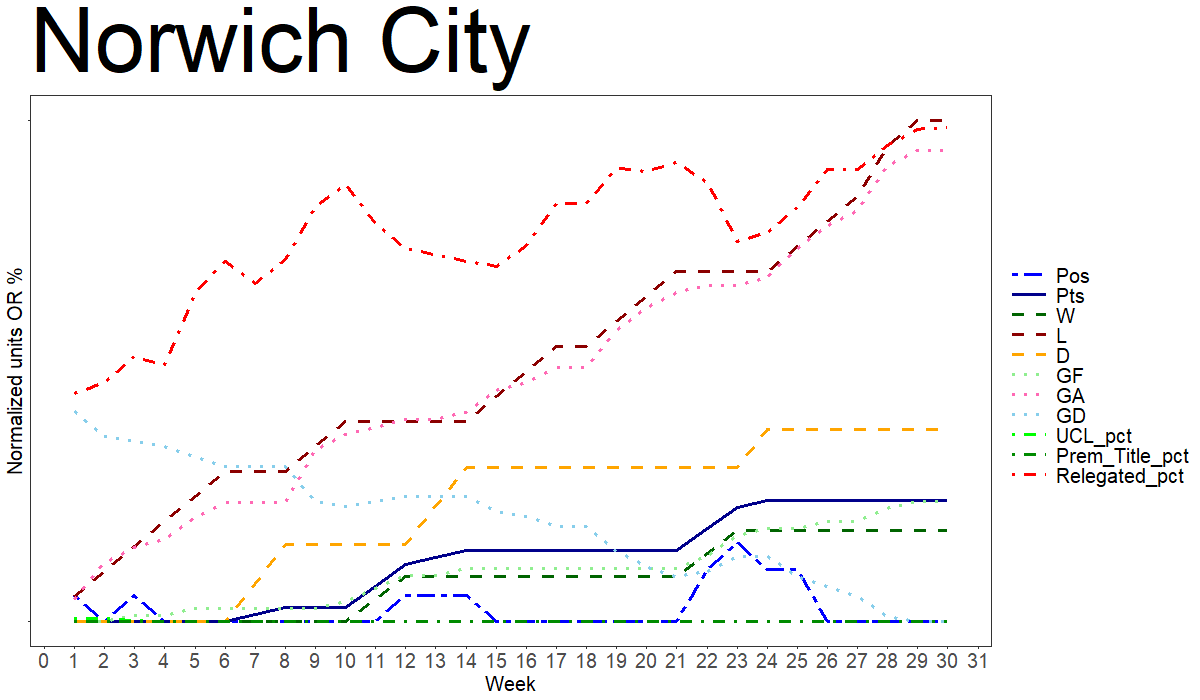 Norwich City
Normalized units OR %
0 1 2 3 4 5 6 7 8 9 10 11 12 13 14 15 16 17 18 19 20 21 22 23 24 25 26 27 28 29 30 31
Week
Pos
Pts
W
L
D
GF
GA
GD
UCL_pct
Prem_Title_pct
Relegated_pct